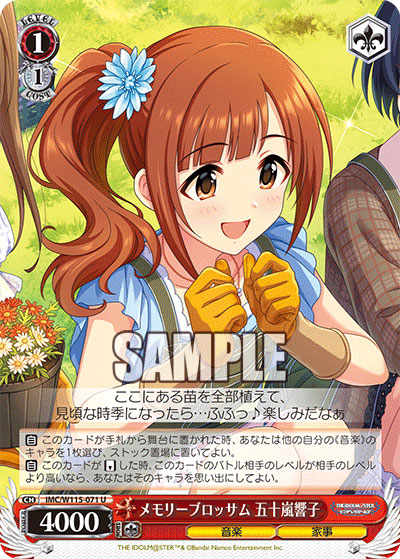 LEVEL
1
1
COST
SAMPLE
ここにある苗を全部植えて、
見頃な時季になったら…ふふっ♪楽しみだなぁ
このカードが手札から舞台に置かれた時、あなたは他の自分の《音楽》の
キャラを1枚選び、ストック置場に置いてよい。
このカードが【】した時、このカードのバトル相手のレベルが相手のレベル
より高いなら、あなたはそのキャラを思い出にしてよい。
CH IMC/W115-071 U
4000
メモリーブロッサム 五十嵐響子
音楽
家事
THE IDOLM@STER™& ©Bandai Namco Entertainment Inc.